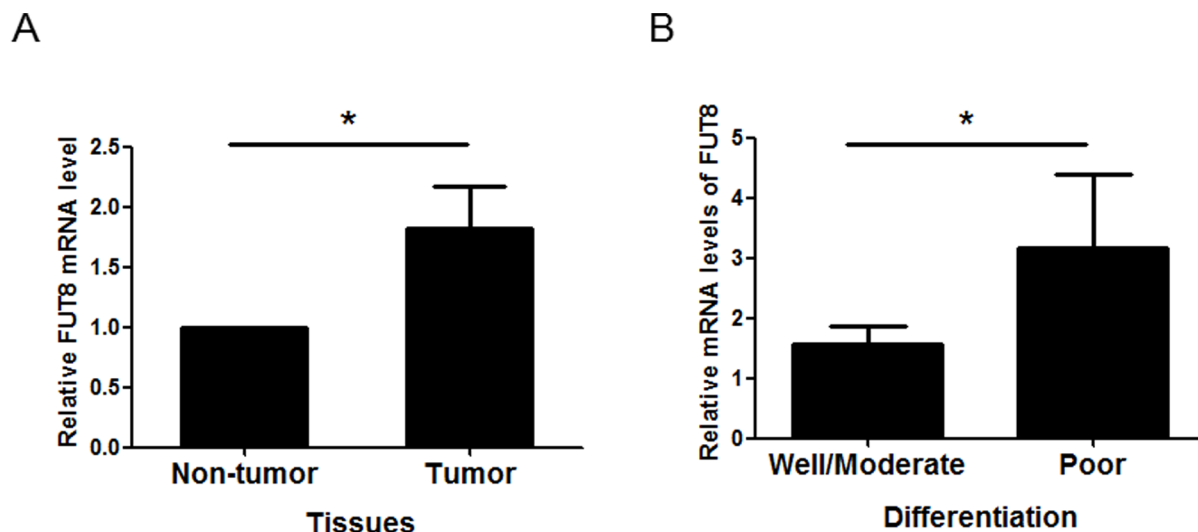 A
*
Relative FUT8 mRNA level
2.5
2.0
1.5
1.0
0.5
0.0
Non-tumor Tumor
Tissues
B
*
Relative mRNA levels of FUT8
5
4
3
2
1
0
Well/Moderate Poor
Differentiation